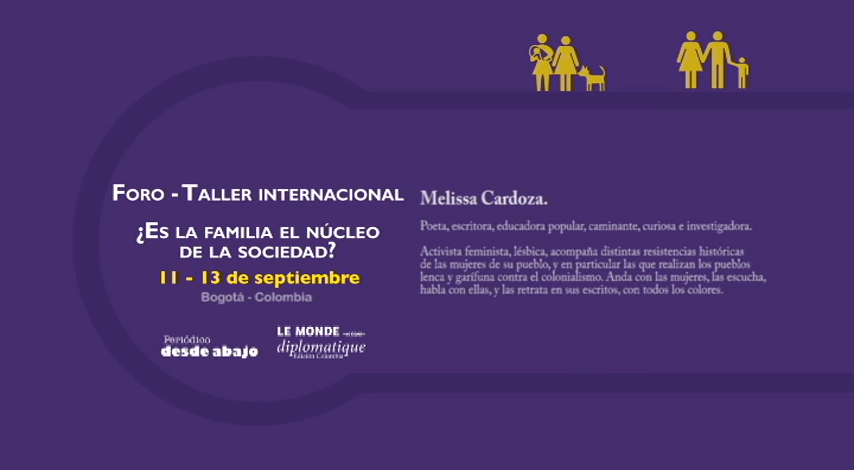 Foro - Taller internacional
¿Es la familia el núcleo
de la sociedad?
11 - 13 de septiembre
Bogotá - Colombia
Periódico
desde abajo
LE MONDE
diplomatique
Edición Colombia
Melissa Cardoza.
Poeta, escritora, educadora popular, caminante, curiosa e investigadora.
Activista feminista, lésbica, acompaña distintas resistencias históricas
de las mujeres de su pueblo, y en particular las que realizan los pueblos
lenca y garífuna contra el colonialismo. Anda con las mujeres, las escucha,
habla con ellas, y las retrata en sus escritos, con todos los colores.